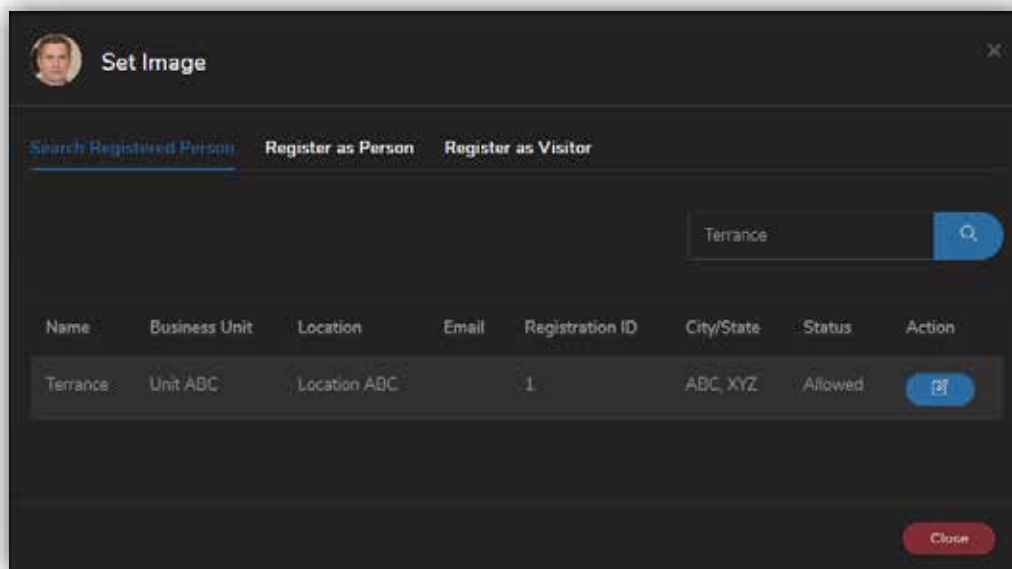 Set Image
Search Registered Person Register as Person Register as Visitor
Terrance
Name Business Unit Location Email Registration ID City/State Status Action
Terrance Unit ABC Location ABC 1 ABC, XYZ Allowed
Close